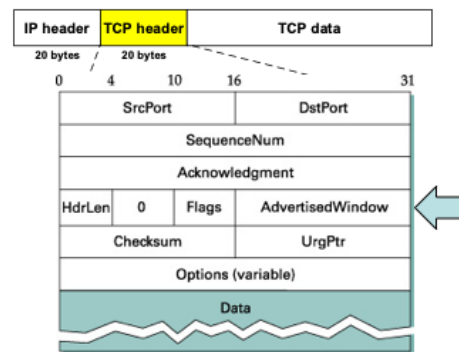 IP header TCP header TCP data
20 bytes 20 bytes
0 4 10 16 31
SrcPort DstPort
SequenceNum
Acknowledgment
HdrLen 0 Flags AdvertisedWindow
Checksum UrgPtr
Options (variable)
Data